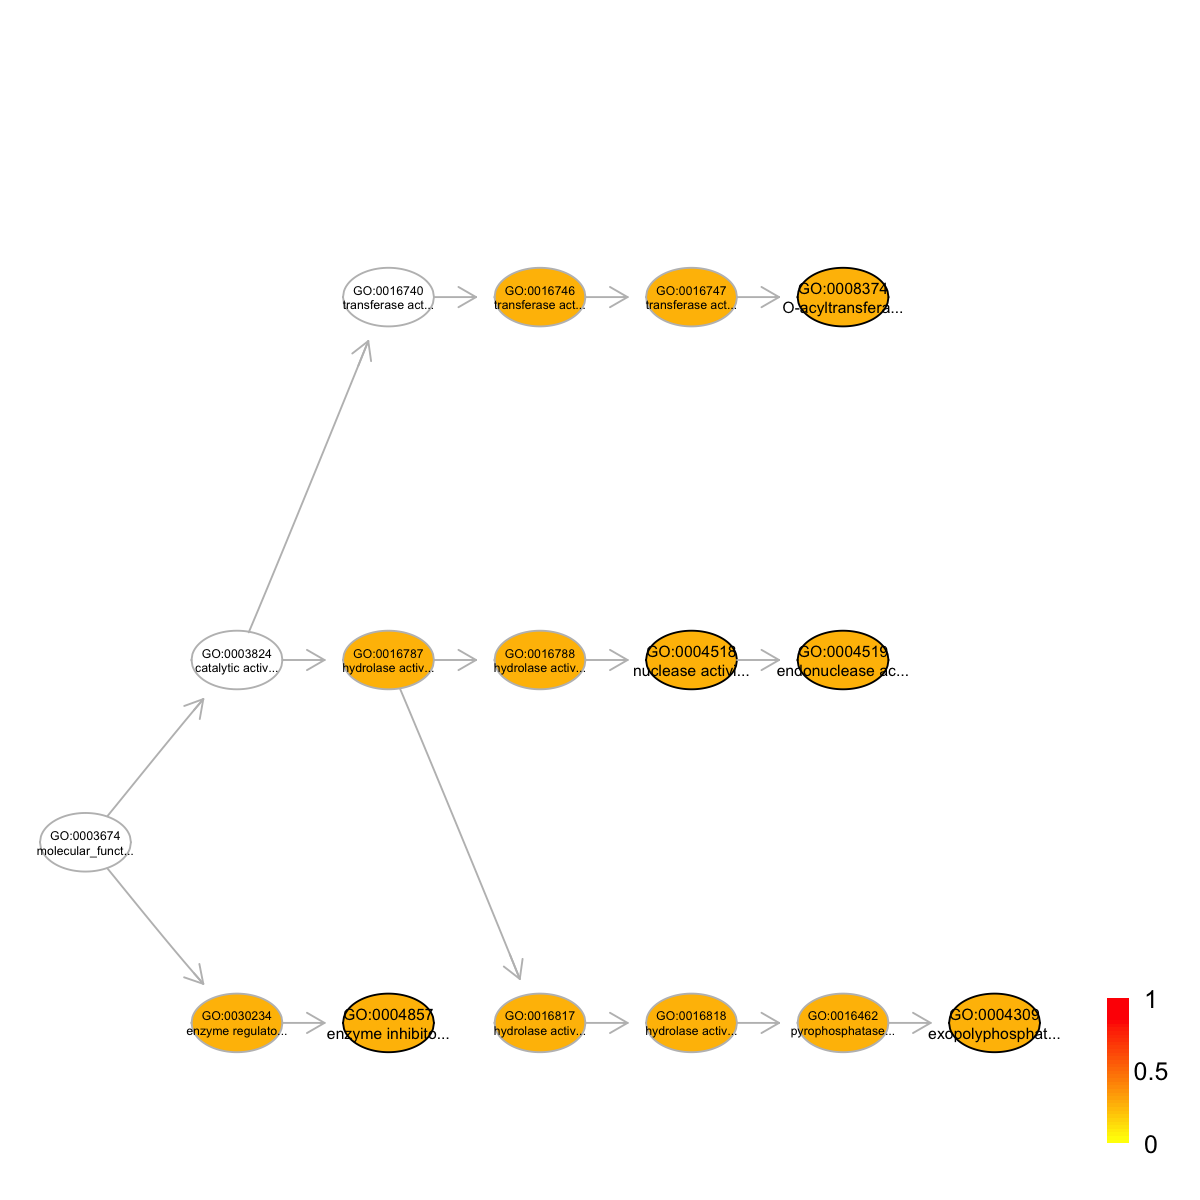 GO:0016740
transferase act...
GO:0016746
transferase act...
GO:0016747
transferase act...
GO:0008374
O-acyltransfera...
GO:0003824
catalytic activ...
GO:0016787
hydrolase activ...
GO:0016788
hydrolase activ...
GO:0004518
nuclease activi...
GO:0004519
endonuclease ac...
GO:0003674
molecular_funct...
GO:0030234
enzyme regulato...
GO:0004857
enzyme inhibito...
GO:0016817
hydrolase activ...
GO:0016818
hydrolase activ...
GO:0016462
pyrophosphatase...
GO:0004309
exopolyphosphat...
1
0.5
0